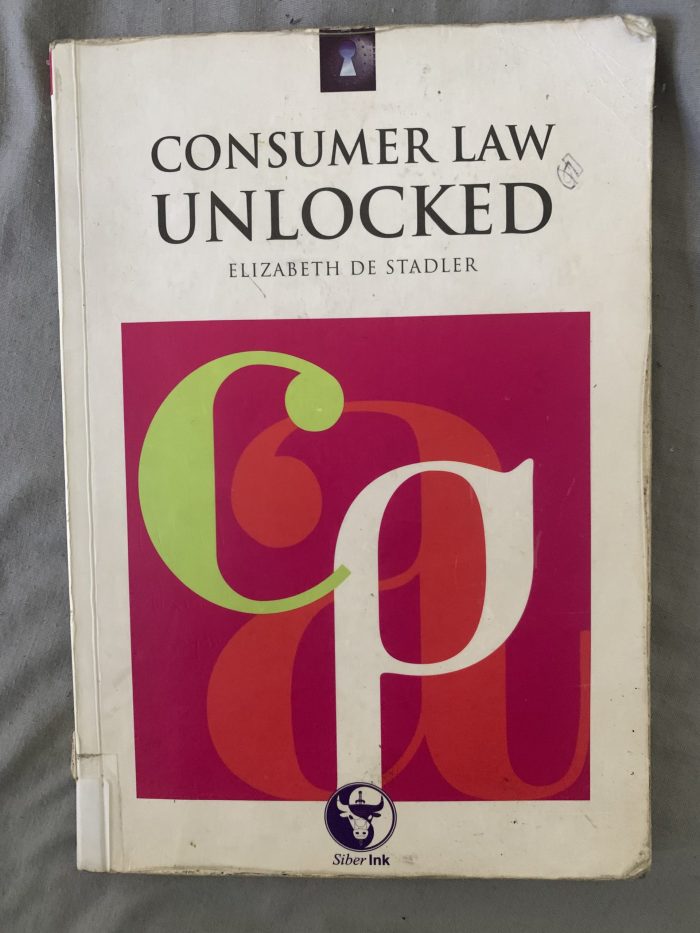 CONSUMER LAW
UNLOCKED
ELIZABETH DE STADLER
c
p
a
Siber Ink